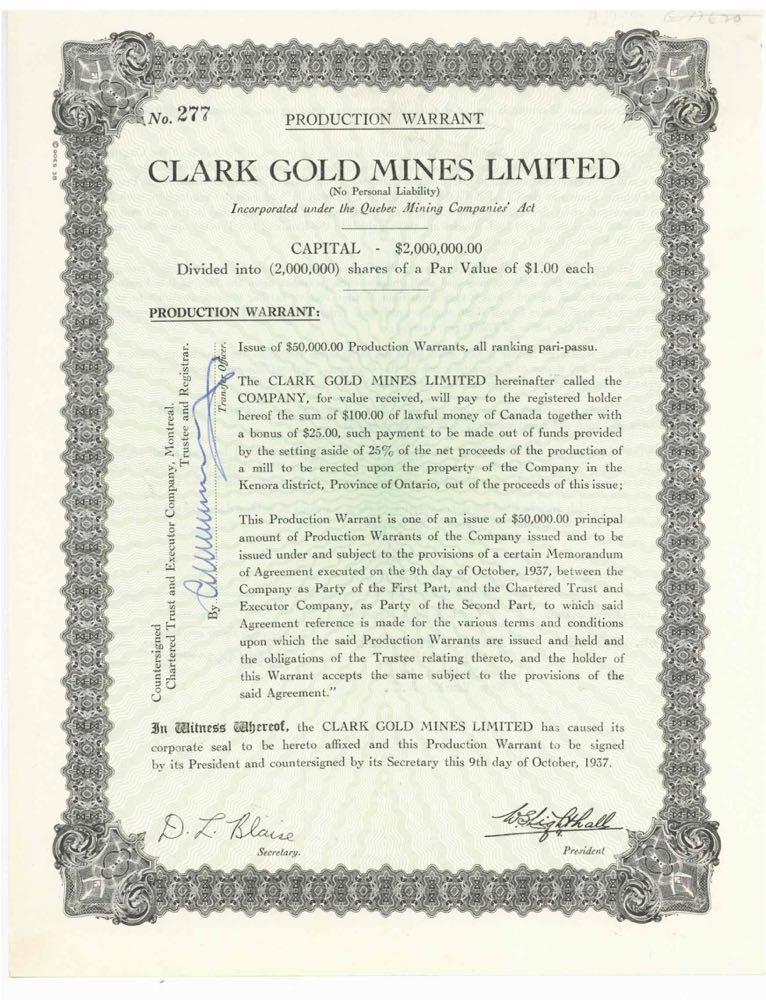 No. 277
PRODUCTION WARRANT
CLARK GOLD MINES LIMITED
(No Personal Liability)
Incorporated under the Quebec Mining Companies' Act
CAPITAL - $2,000,000.00
Divided into (2,000,000) shares of a Par Value of $1.00 each
PRODUCTION WARRANT:
Issue of $50,000.00 Production Warrants, all ranking pari-passu.
The CLARK GOLD MINES LIMITED hereinafter called the
COMPANY, for value received, will pay to the registered holder
hereof the sum of $100.00 of lawful money of Canada together with
a bonus of $25.00, such payment to be made out of funds provided
by the setting aside of 25% of the net proceeds of the production of
a mill to be erected upon the property of the Company in the
Kenora district, Province of Ontario, out of the proceeds of this issue;
This Production Warrant is one of an issue of $50,000.00 principal
amount of Production Warrants of the Company issued and to be
issued under and subject to the provisions of a certain Memorandum
of Agreement executed on the 9th day of October, 1937, between the
Company as Party of the First Part, and the Chartered Trust and
Executor Company, as Party of the Second Part, to which said
Agreement reference is made for the various terms and conditions
upon which the said Production Warrants are issued and held and
the obligations of the Trustee relating thereto, and the holder of
this Warrant accepts the same subject to the provisions of the
said Agreement."
Countersigned
Chartered Trust and Executor Company, Montreal.
Trustee and Registrar.
By
Transfer Officer.
In Witness Whereof, the CLARK GOLD MINES LIMITED has caused its
corporate seal to be hereto affixed and this Production Warrant to be signed
by its President and countersigned by its Secretary this 9th day of October, 1937.
D. L. Blaise
Secretary.
W. S. Lighthall
President